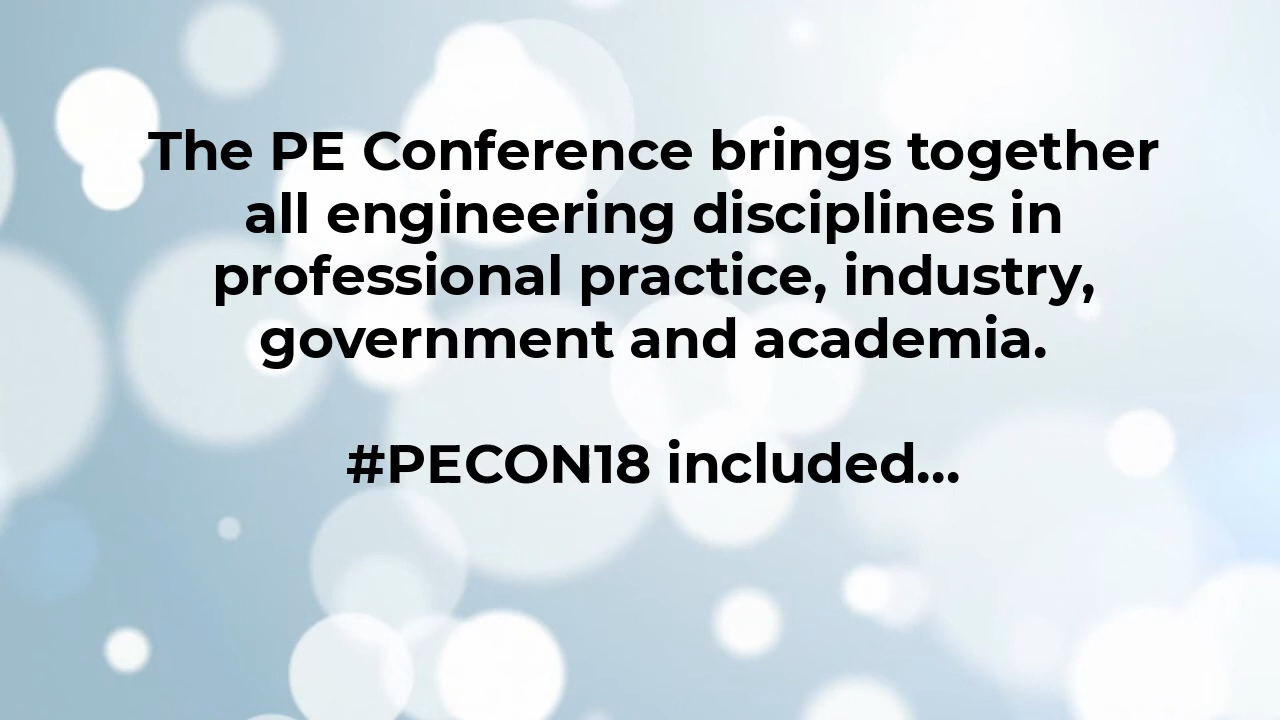 The PE Conference brings together
all engineering disciplines in
professional practice, industry,
government and academia.
#PECON18 included...